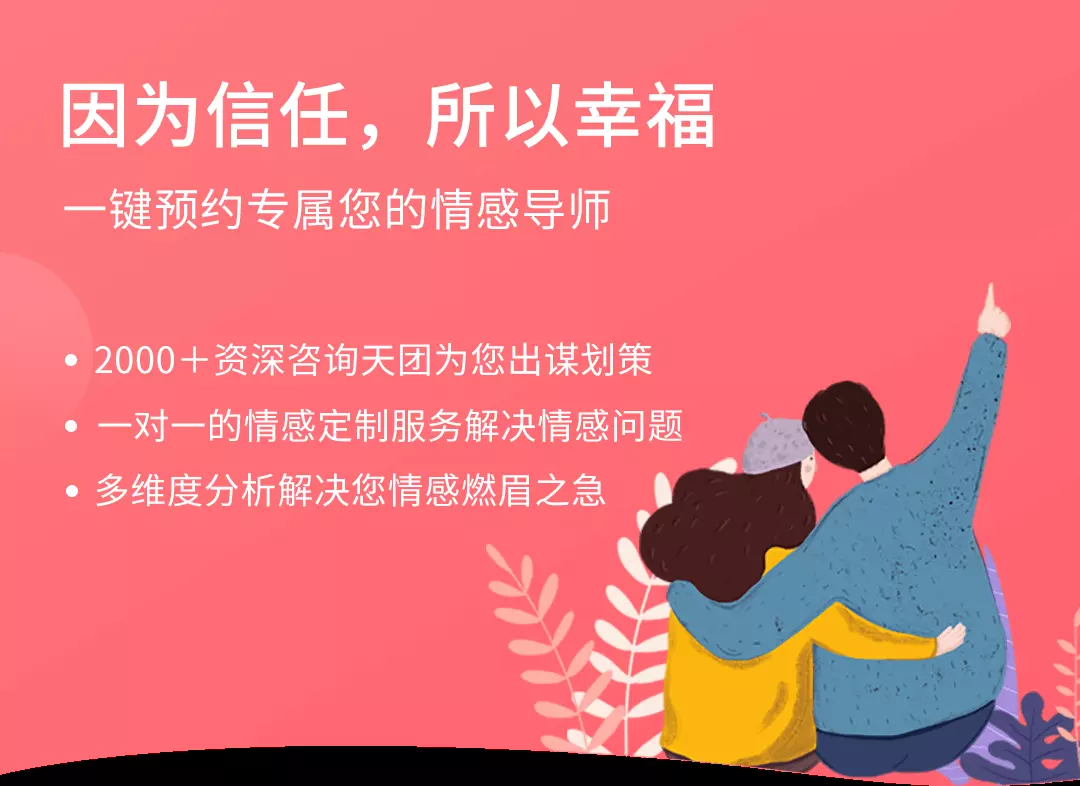 因为信任，所以幸福
一键预约专属您的情感导师
• 2000＋资深咨询天团为您出谋划策
• 一对一的情感定制服务解决情感问题
• 多维度分析解决您情感燃眉之急